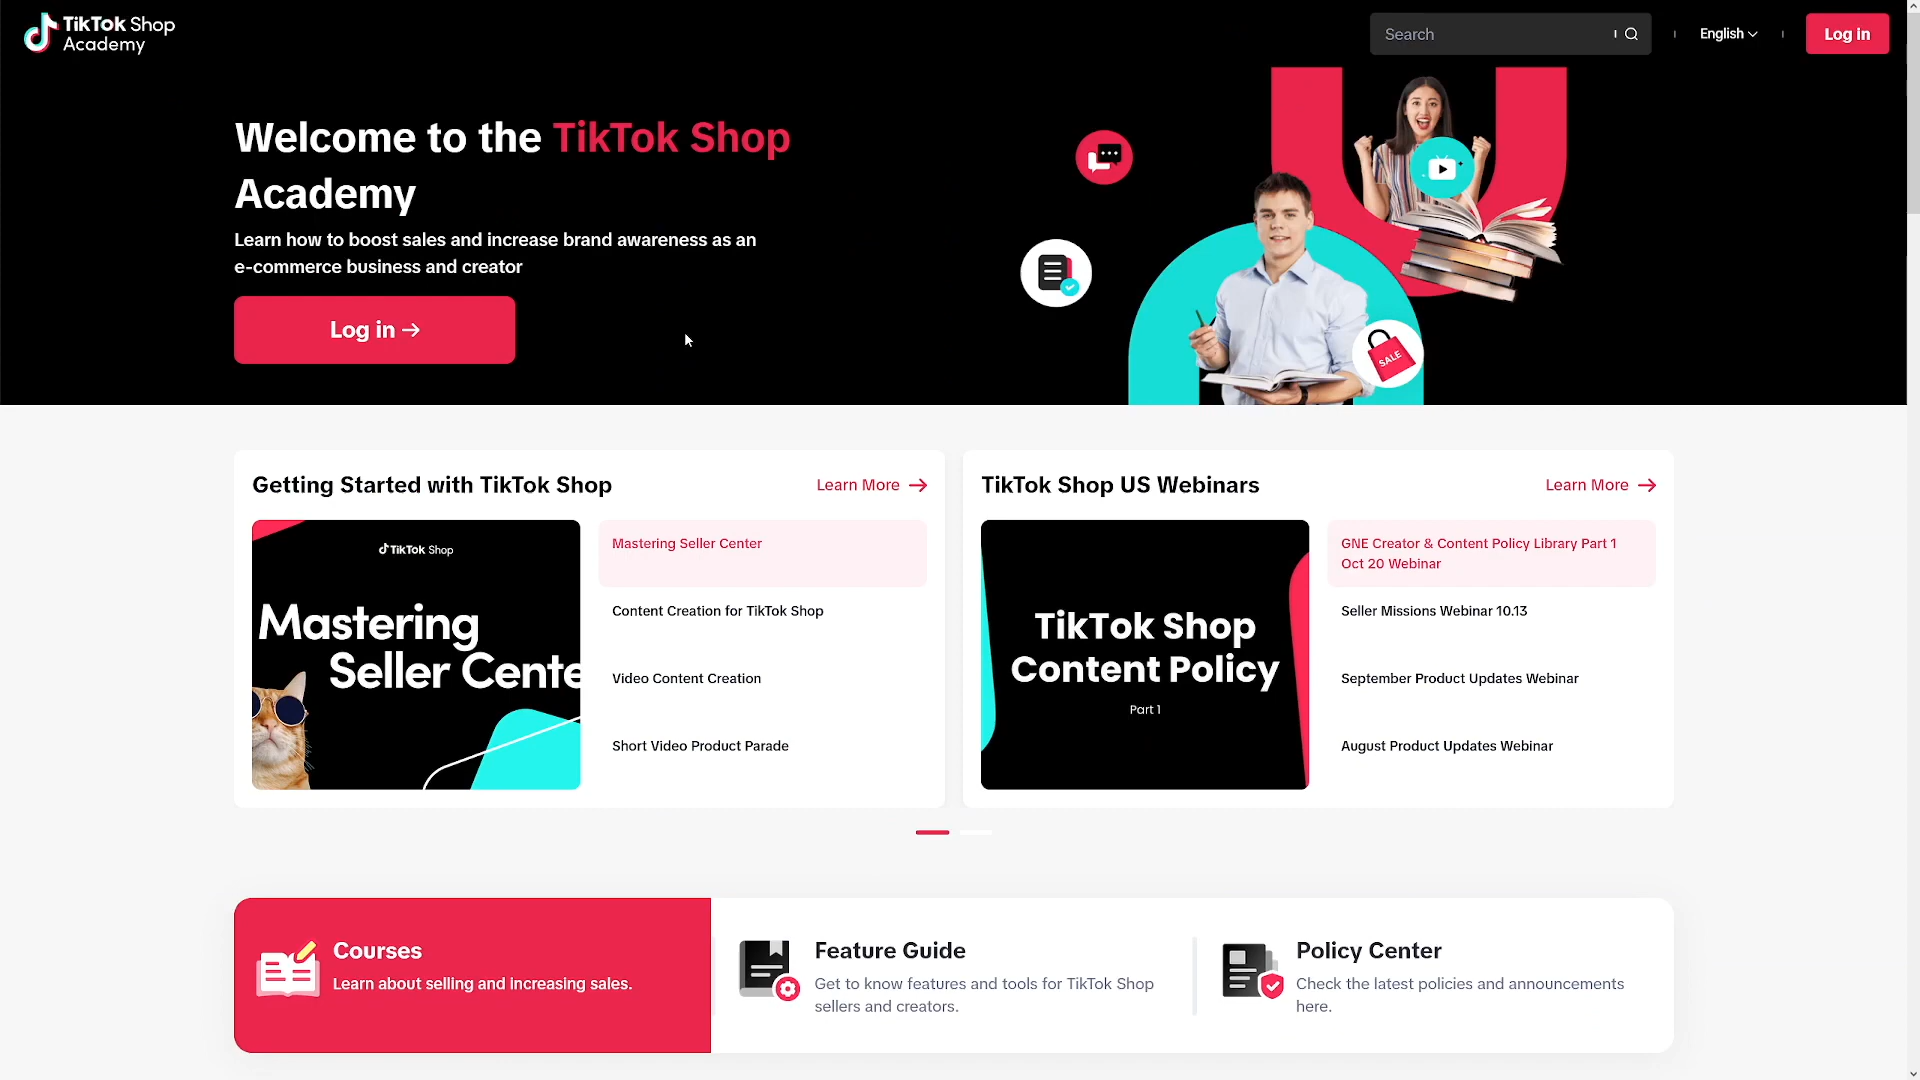 TikTok Shop
Academy
Search
English
Log in
Welcome to the TikTok Shop
Academy
Learn how to boost sales and increase brand awareness as an
e-commerce business and creator
Log in
SALE
Getting Started with TikTok Shop
Learn More
TikTok Shop
Mastering
Seller Cente
Mastering Seller Center
Content Creation for TikTok Shop
Video Content Creation
Short Video Product Parade
TikTok Shop US Webinars
Learn More
TikTok Shop
Content Policy
Part 1
GNE Creator & Content Policy Library Part 1
Oct 20 Webinar
Seller Missions Webinar 10.13
September Product Updates Webinar
August Product Updates Webinar
Courses
Learn about selling and increasing sales.
Feature Guide
Get to know features and tools for TikTok Shop
sellers and creators.
Policy Center
Check the latest policies and announcements
here.